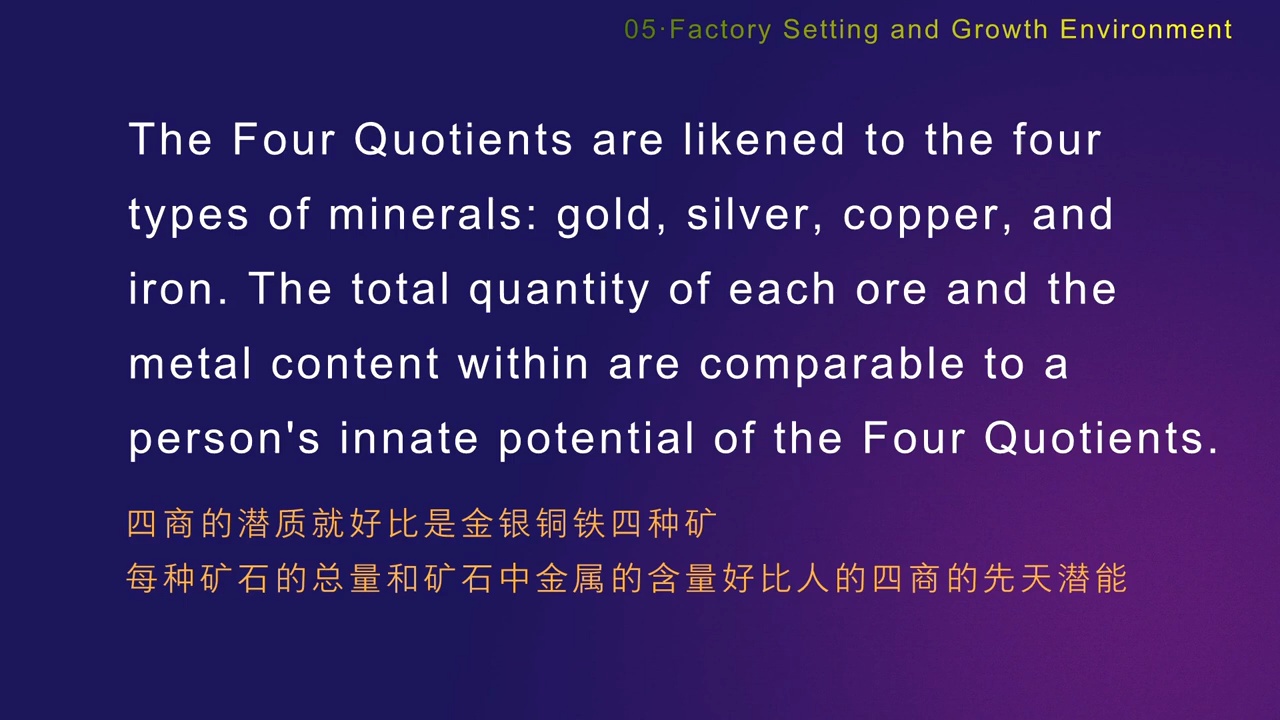 05·Factory Setting and Growth Environment
The Four Quotients are likened to the four
types of minerals: gold, silver, copper, and
iron. The total quantity of each ore and the
metal content within are comparable to a
person's innate potential of the Four Quotients.
四商的潜质就好比是金银铜铁四种矿
每种矿石的总量和矿石中金属的含量好比人的四商的先天潜能